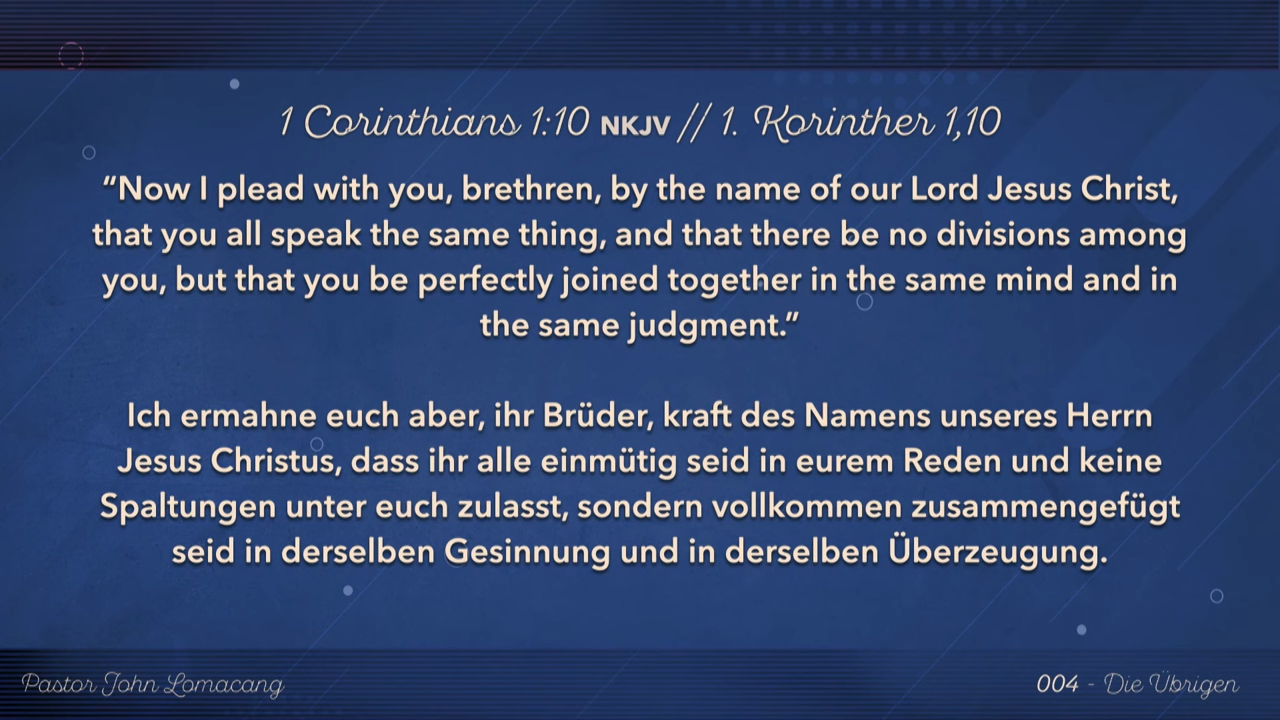 1 Corinthians 1:10 NKJV // 1. Korinther 1,10
“Now I plead with you, brethren, by the name of our Lord Jesus Christ,
that you all speak the same thing, and that there be no divisions among
you, but that you be perfectly joined together in the same mind and in
the same judgment.”
Ich ermahne euch aber, ihr Brüder, kraft des Namens unseres Herrn
Jesus Christus, dass ihr alle einmütig seid in eurem Reden und keine
Spaltungen unter euch zulasst, sondern vollkommen zusammengefügt
seid in derselben Gesinnung und in derselben Überzeugung.
Pastor John Lomacang
004 - Die Übrigen